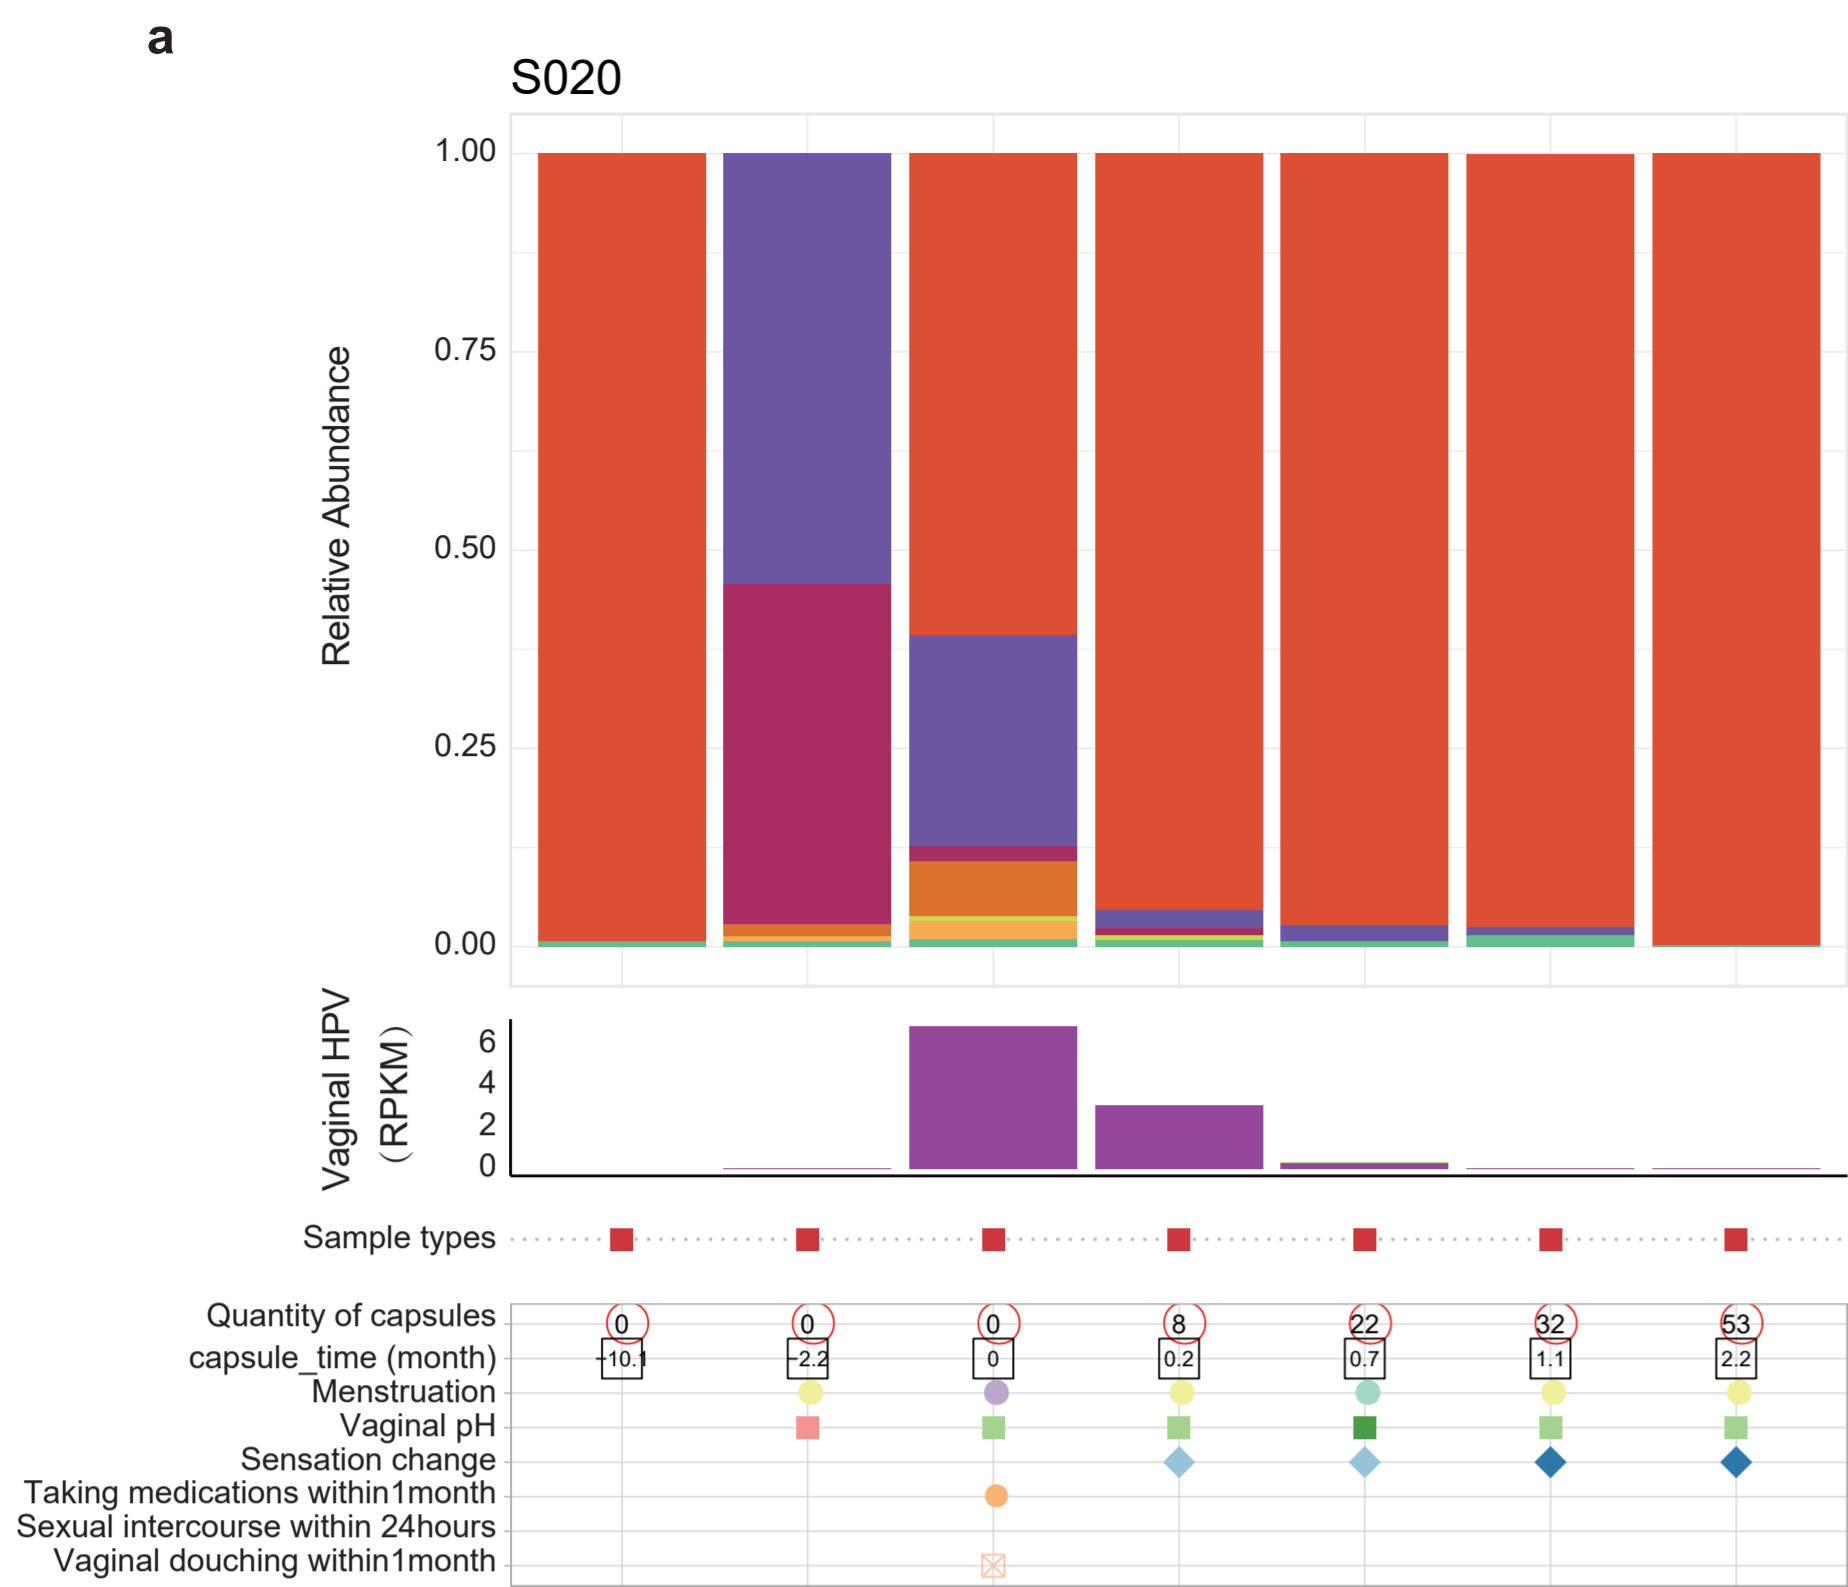 a
S020
1.00
0.75
0.50
0.25
0.00
Relative Abundance
6
4
2
0
Vaginal HPV
（RPKM）
Sample types
Quantity of capsules 0 0 0 8 22 32 53
capsule_time (month) −10.1 −2.2 0 0.2 0.7 1.1 2.2
Menstruation
Vaginal pH
Sensation change
Taking medications within1month
Sexual intercourse within 24hours
Vaginal douching within1month